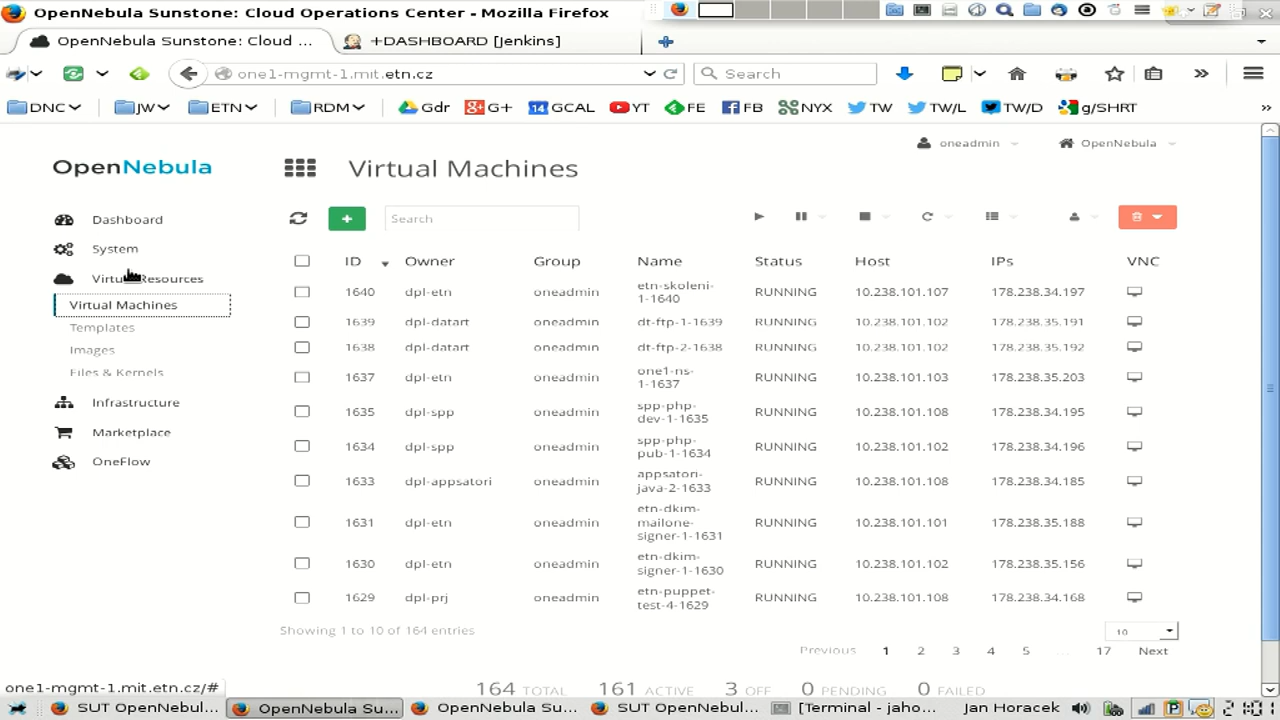 OpenNebula Sunstone: Cloud Operations Center - Mozilla Firefox
OpenNebula Sunstone: Cloud ...
+DASHBOARD [Jenkins]
one1-mgmt-1.mit.etn.cz
Search
DNC JW ETN RDM Gdr G+ 14 GCAL YT FE FB NYX TW TW/L TW/D g/SHRT »
oneadmin OpenNebula
OpenNebula
Virtual Machines
Dashboard
System
Virtual Resources
Virtual Machines
Templates
Images
Files & Kernels
Infrastructure
Marketplace
OneFlow
+ Search
ID Owner Group Name Status Host IPs VNC
1640 dpl-etn oneadmin etn-skoleni-1-1640 RUNNING 10.238.101.107 178.238.34.197
1639 dpl-datart oneadmin dt-ftp-1-1639 RUNNING 10.238.101.102 178.238.35.191
1638 dpl-datart oneadmin dt-ftp-2-1638 RUNNING 10.238.101.102 178.238.35.192
1637 dpl-etn oneadmin one1-ns-1-1637 RUNNING 10.238.101.103 178.238.35.203
1635 dpl-spp oneadmin spp-php-dev-1-1635 RUNNING 10.238.101.108 178.238.34.195
1634 dpl-spp oneadmin spp-php-pub-1-1634 RUNNING 10.238.101.102 178.238.34.196
1633 dpl-appsatori oneadmin appsatori-java-2-1633 RUNNING 10.238.101.108 178.238.34.185
1631 dpl-etn oneadmin etn-dkim-mailone-signer-1-1631 RUNNING 10.238.101.101 178.238.35.188
1630 dpl-etn oneadmin etn-dkim-signer-1-1630 RUNNING 10.238.101.102 178.238.35.156
1629 dpl-prj oneadmin etn-puppet-test-4-1629 RUNNING 10.238.101.108 178.238.34.168
Showing 1 to 10 of 164 entries
10
Previous 1 2 3 4 5 ... 17 Next
164 TOTAL 161 ACTIVE 3 OFF 0 PENDING 0 FAILED
one1-mgmt-1.mit.etn.cz/#
SUT OpenNebul... OpenNebula Su... OpenNebula Su... SUT OpenNebul... [Terminal - jaho... Jan Horacek